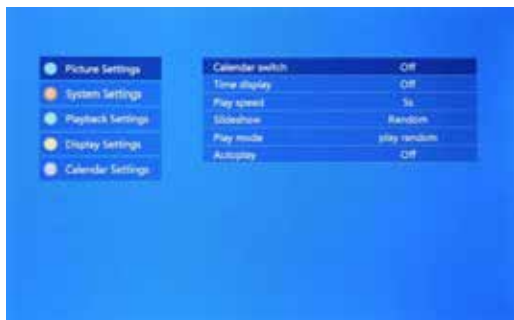 Picture Settings
System Settings
Playback Settings
Display Settings
Calendar Settings
Calendar switch Off
Time display Off
Play speed 5s
Slideshow Random
Play mode play random
Autoplay Off